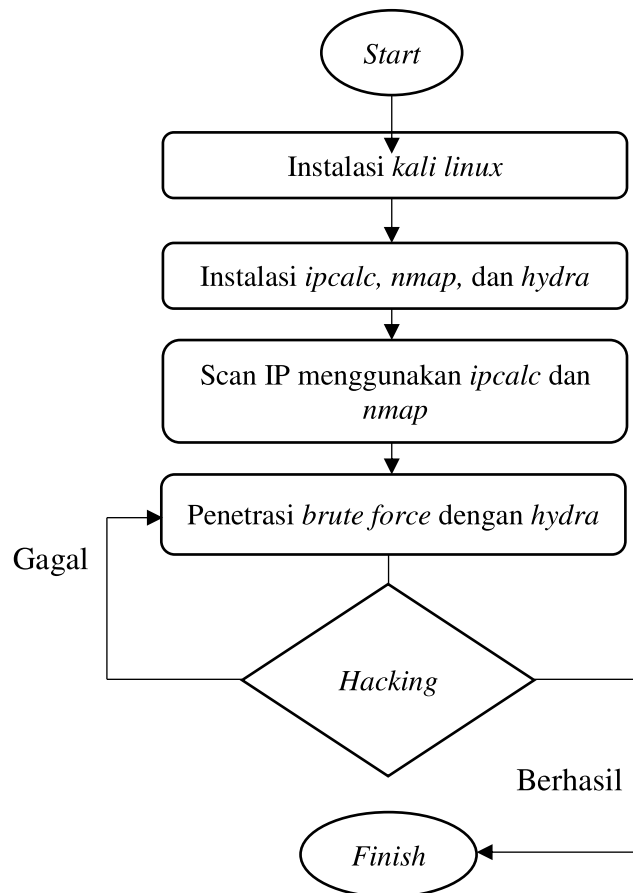 Start
Instalasi kali linux
Instalasi ipcalc, nmap, dan hydra
Scan IP menggunakan ipcalc dan
nmap
Penetrasi brute force dengan hydra
Gagal
Hacking
Berhasil
Finish